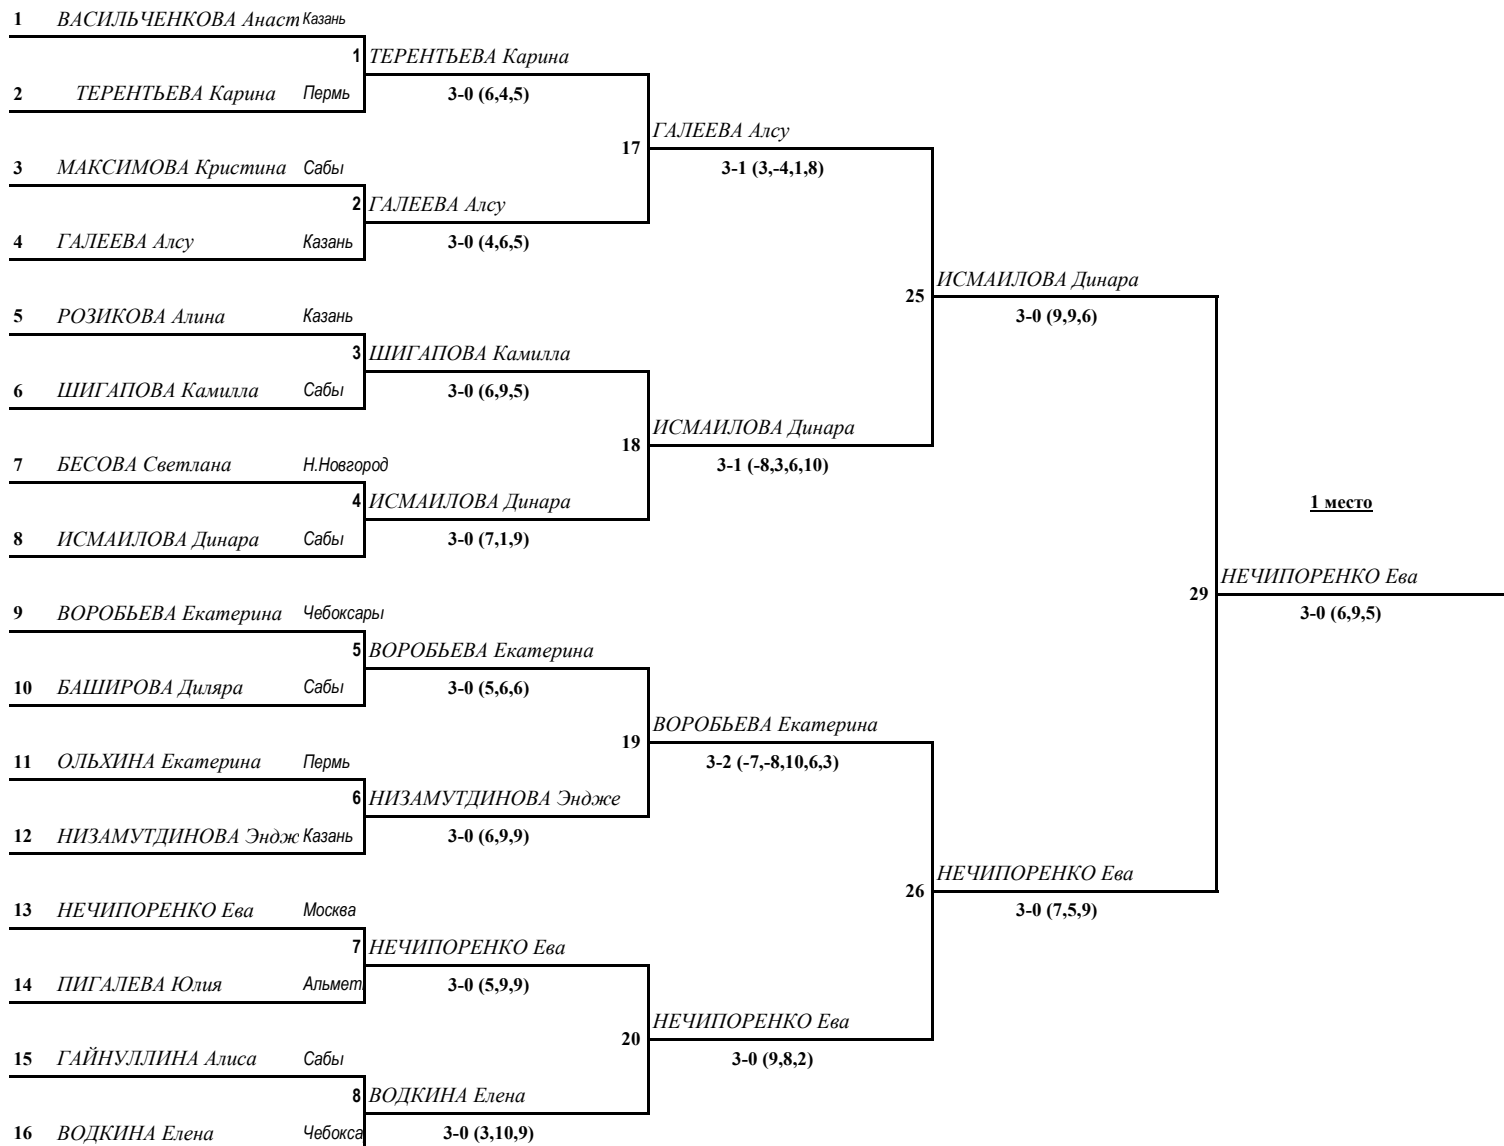 1 ВАСИЛЬЧЕНКОВА Анаст Казань
1 ТЕРЕНТЬЕВА Карина
2 ТЕРЕНТЬЕВА Карина Пермь 3-0 (6,4,5)
17 ГАЛЕЕВА Алсу
3 МАКСИМОВА Кристина Сабы 3-1 (3,-4,1,8)
2 ГАЛЕЕВА Алсу
4 ГАЛЕЕВА Алсу Казань 3-0 (4,6,5)
25 ИСМАИЛОВА Динара
5 РОЗИКОВА Алина Казань 3-0 (9,9,6)
3 ШИГАПОВА Камилла
6 ШИГАПОВА Камилла Сабы 3-0 (6,9,5)
18 ИСМАИЛОВА Динара
7 БЕСОВА Светлана Н.Новгород 3-1 (-8,3,6,10)
4 ИСМАИЛОВА Динара 1 место
8 ИСМАИЛОВА Динара Сабы 3-0 (7,1,9)
29 НЕЧИПОРЕНКО Ева
9 ВОРОБЬЕВА Екатерина Чебоксары 3-0 (6,9,5)
5 ВОРОБЬЕВА Екатерина
10 БАШИРОВА Диляра Сабы 3-0 (5,6,6)
19 ВОРОБЬЕВА Екатерина
11 ОЛЬХИНА Екатерина Пермь 3-2 (-7,-8,10,6,3)
6 НИЗАМУТДИНОВА Эндже
12 НИЗАМУТДИНОВА Эндж Казань 3-0 (6,9,9)
26 НЕЧИПОРЕНКО Ева
13 НЕЧИПОРЕНКО Ева Москва 3-0 (7,5,9)
7 НЕЧИПОРЕНКО Ева
14 ПИГАЛЕВА Юлия Альмет 3-0 (5,9,9)
20 НЕЧИПОРЕНКО Ева
15 ГАЙНУЛЛИНА Алиса Сабы 3-0 (9,8,2)
8 ВОДКИНА Елена
16 ВОДКИНА Елена Чебокса 3-0 (3,10,9)